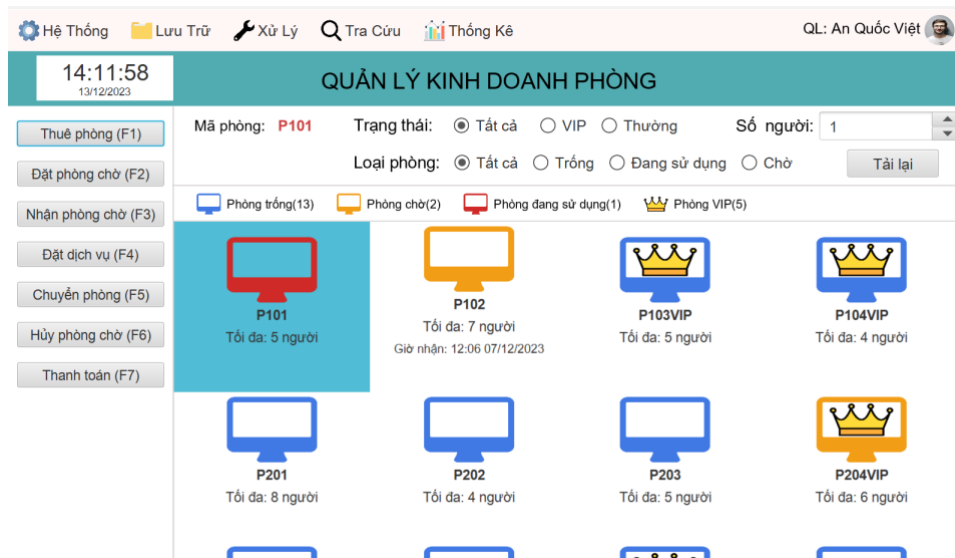 Hệ Thống Lưu Trữ Xử Lý Tra Cứu Thống Kê QL: An Quốc Việt
14:11:58
13/12/2023
QUẢN LÝ KINH DOANH PHÒNG
Thuê phòng (F1)
Đặt phòng chờ (F2)
Nhận phòng chờ (F3)
Đặt dịch vụ (F4)
Chuyển phòng (F5)
Hủy phòng chờ (F6)
Thanh toán (F7)
Mã phòng: P101 Trạng thái: Tất cả VIP Thường Số người: 1
Loại phòng: Tất cả Trống Đang sử dụng Chờ Tải lại
Phòng trống(13) Phòng chờ(2) Phòng đang sử dụng(1) Phòng VIP(5)
P101
Tối đa: 5 người
P102
Tối đa: 7 người
Giờ nhận: 12:06 07/12/2023
P103VIP
Tối đa: 5 người
P104VIP
Tối đa: 4 người
P201
Tối đa: 8 người
P202
Tối đa: 4 người
P203
Tối đa: 5 người
P204VIP
Tối đa: 6 người